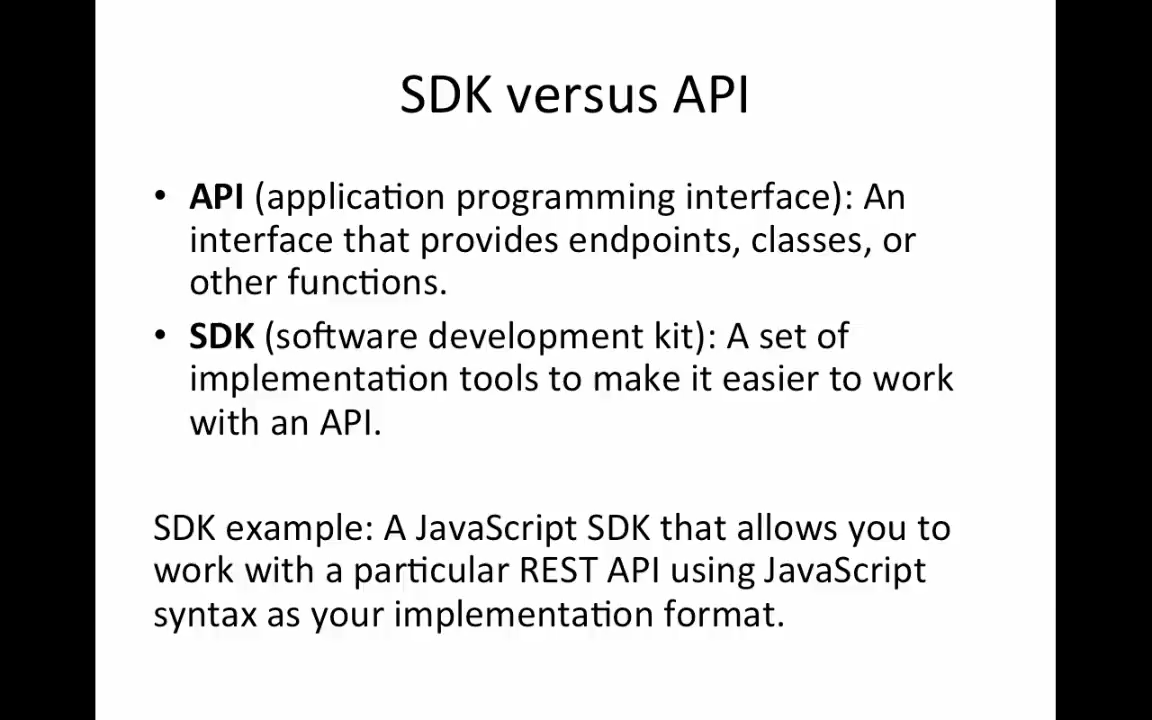 SDK versus API
• API (application programming interface): An
interface that provides endpoints, classes, or
other functions.
• SDK (software development kit): A set of
implementation tools to make it easier to work
with an API.
SDK example: A JavaScript SDK that allows you to
work with a particular REST API using JavaScript
syntax as your implementation format.